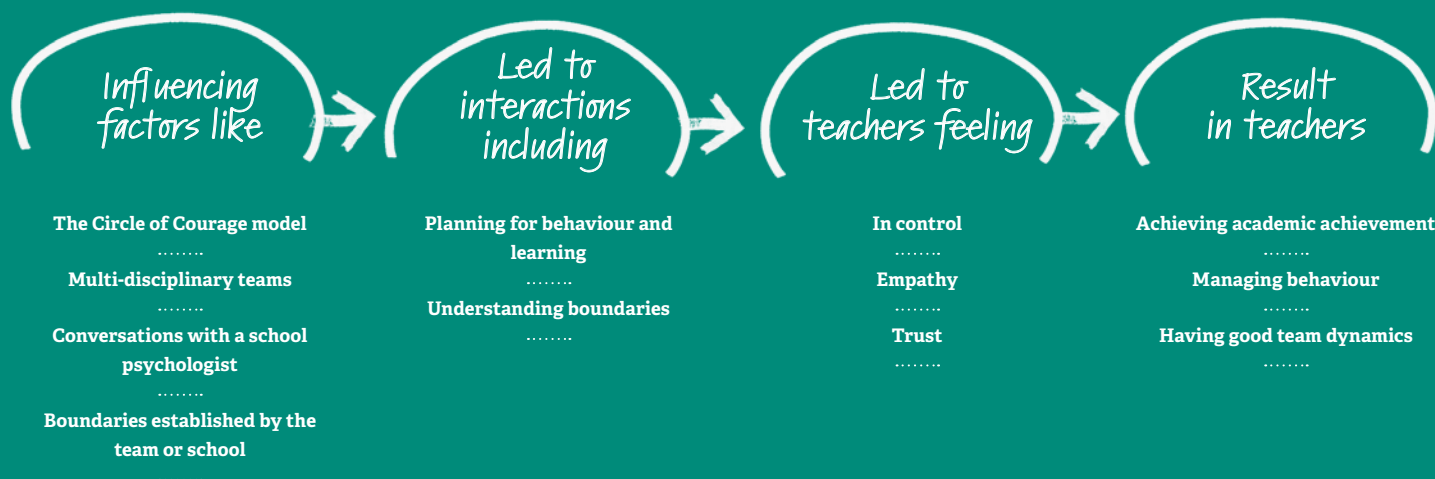 Influencing
factors like
Led to
interactions
including
Led to
teachers feeling
Result
in teachers
The Circle of Courage model
Multi-disciplinary teams
Conversations with a school
psychologist
Boundaries established by the
team or school
Planning for behaviour and
learning
Understanding boundaries
In control
Empathy
Trust
Achieving academic achievement
Managing behaviour
Having good team dynamics